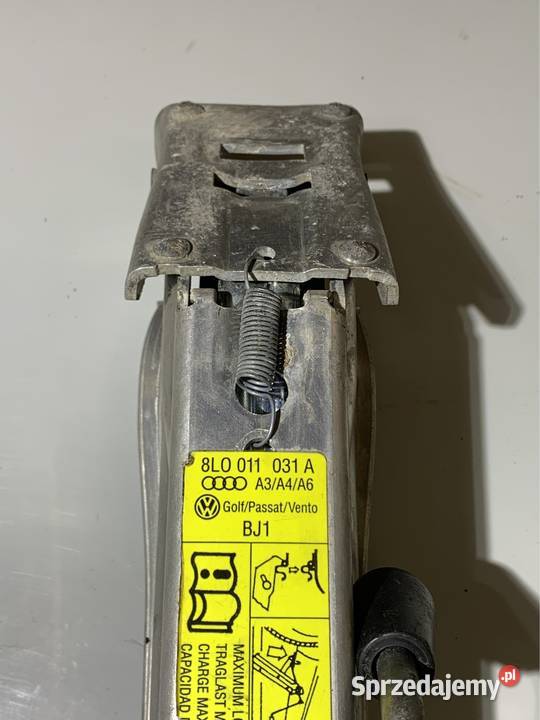 8L0 011 031 A
A3/A4/A6
Golf/Passat/Vento
BJ1
MAXIMUM
TRAGLAST
CHARGE MAX
CAPACIDAD
Sprzedajemy.pl